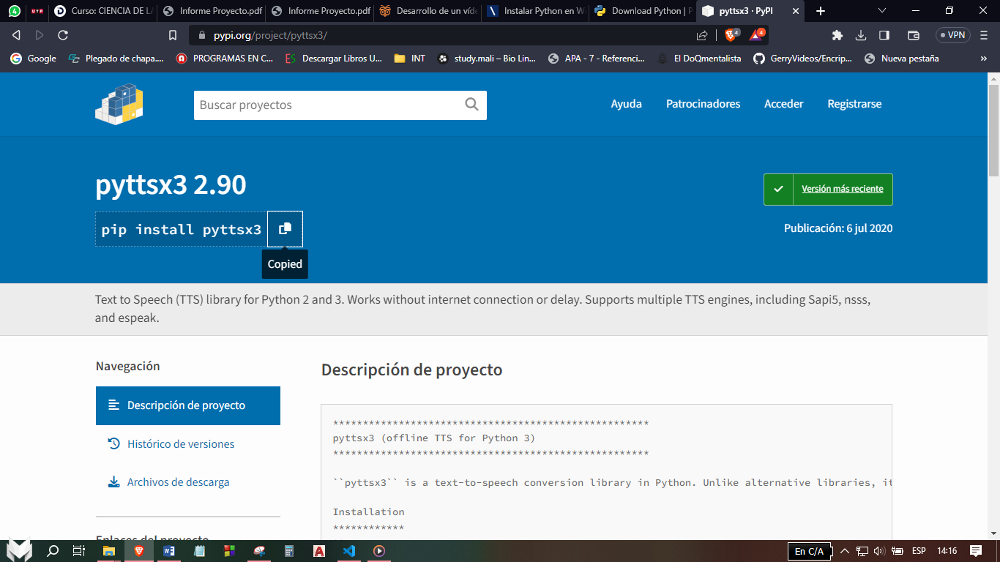 4
UTP
Curso: CIENCIA DE LA
Informe Proyecto.pdf
Informe Proyecto.pdf
Desarrollo de un víde
Instalar Python en W
Download Python | P
pyttsx3 · PyPI
pypi.org/project/pyttsx3/
4
4
VPN
Google
Plegado de chapa....
PROGRAMAS EN C...
Descargar Libros U...
INT
study.mali – Bio Lin...
APA - 7 - Referenci...
El DoQmentalista
GerryVideos/Encrip...
Nueva pestaña
»
Buscar proyectos
Ayuda
Patrocinadores
Acceder
Registrarse
pyttsx3 2.90
Versión más reciente
pip install pyttsx3
Publicación: 6 jul 2020
Copied
Text to Speech (TTS) library for Python 2 and 3. Works without internet connection or delay. Supports multiple TTS engines, including Sapi5, nsss,
and espeak.
Navegación
Descripción de proyecto
Histórico de versiones
Archivos de descarga
Enlaces del proyecto
Descripción de proyecto
*****************************************************
pyttsx3 (offline TTS for Python 3)
*****************************************************
``pyttsx3`` is a text-to-speech conversion library in Python. Unlike alternative libraries, it
Installation
************
En C/A
ESP
14:16